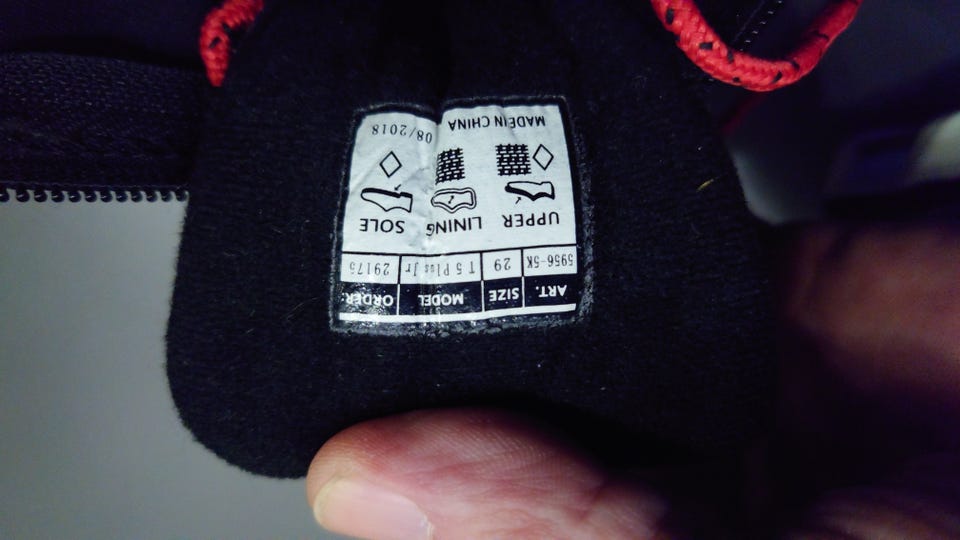 ART. SIZE MODEL ORDER:
5956-5K 29 T 5 Plus Jr 29175
UPPER LINING SOLE
MADE IN CHINA 08/2018